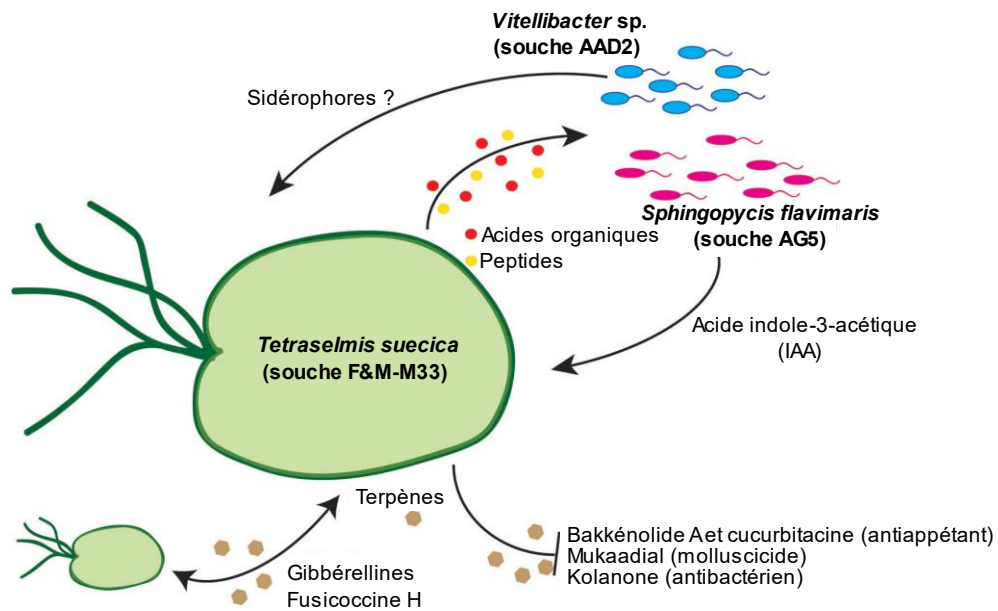 Vitellibacter sp.
(souche AAD2)
Sidérophores ?
Sphingopycis flavimaris
(souche AG5)
Acides organiques
Peptides
Acide indole-3-acétique
(IAA)
Tetraselmis suecica
(souche F&M-M33)
Terpènes
Gibbérellines
Fusicoccine H
Bakkénolide Aet cucurbitacine (antiappétant)
Mukaadial (molluscicide)
Kolanone (antibactérien)